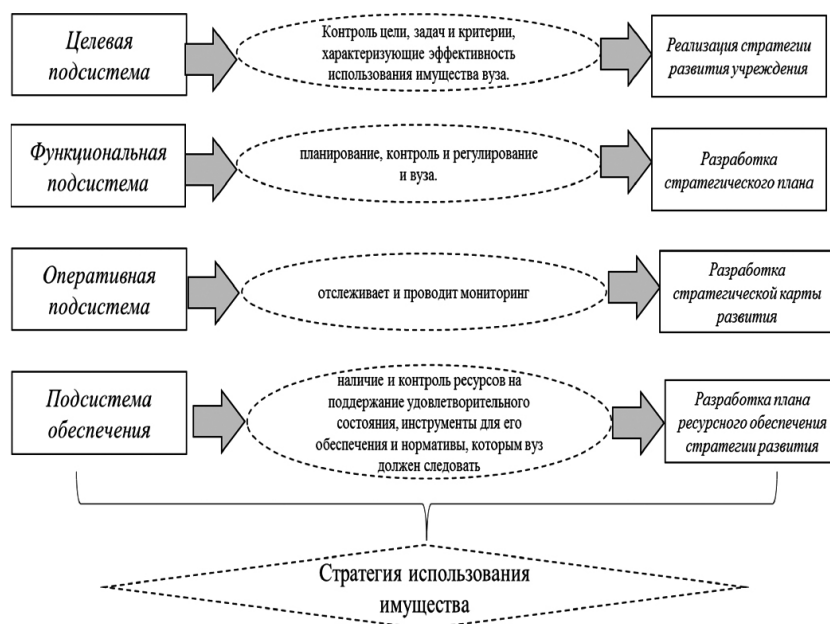 Целевая
подсистема
Контроль цели, задач и критерии,
характеризующие эффективность
использования имущества вуза.
Реализация стратегии
развития учреждения
Функциональная
подсистема
планирование, контроль и регулирование
и вуза.
Разработка
стратегического плана
Оперативная
подсистема
отслеживает и проводит мониторинг
Разработка
стратегической карты
развития
Подсистема
обеспечения
наличие и контроль ресурсов на
поддержание удовлетворительного
состояния, инструменты для его
обеспечения и нормативы, которым вуз
должен следовать
Разработка плана
ресурсного обеспечения
стратегии развития
Стратегия использования
имущества